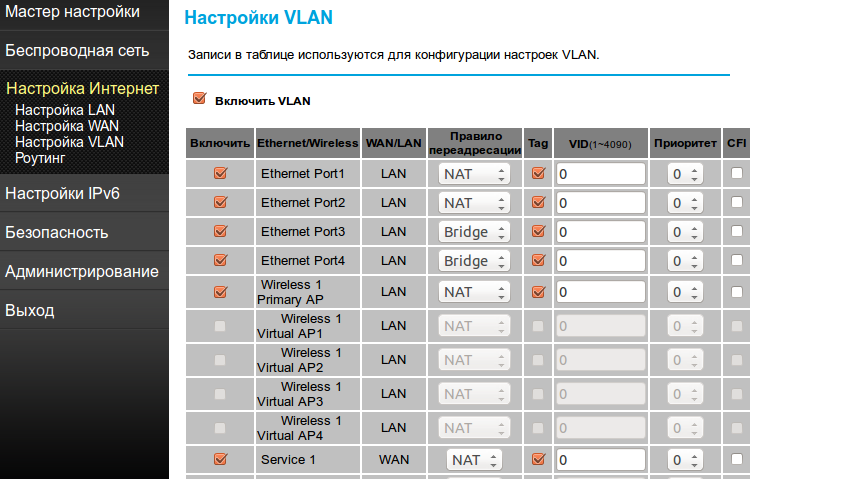 Мастер настройки
Беспроводная сеть
Настройка Интернет
Настройка LAN
Настройка WAN
Настройка VLAN
Роутинг
Настройки IPv6
Безопасность
Администрирование
Выход
Настройки VLAN
Записи в таблице используются для конфигурации настроек VLAN.
Включить VLAN
Включить Ethernet/Wireless WAN/LAN Правило переадресации Tag VID(1~4090) Приоритет CFI
Ethernet Port1 LAN NAT 0 0
Ethernet Port2 LAN NAT 0 0
Ethernet Port3 LAN Bridge 0 0
Ethernet Port4 LAN Bridge 0 0
Wireless 1 Primary AP LAN NAT 0 0
Wireless 1 Virtual AP1 LAN NAT 0 0
Wireless 1 Virtual AP2 LAN NAT 0 0
Wireless 1 Virtual AP3 LAN NAT 0 0
Wireless 1 Virtual AP4 LAN NAT 0 0
Service 1 WAN NAT 0 0